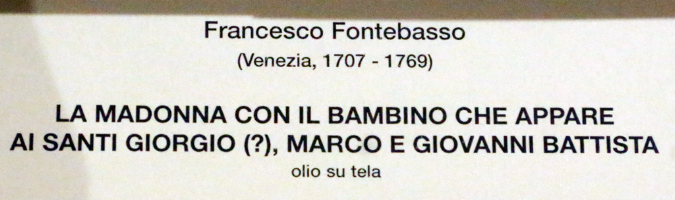 Francesco Fontebasso
(Venezia, 1707 - 1769)
LA MADONNA CON IL BAMBINO CHE APPARE
AI SANTI GIORGIO (?), MARCO E GIOVANNI BATTISTA
olio su tela